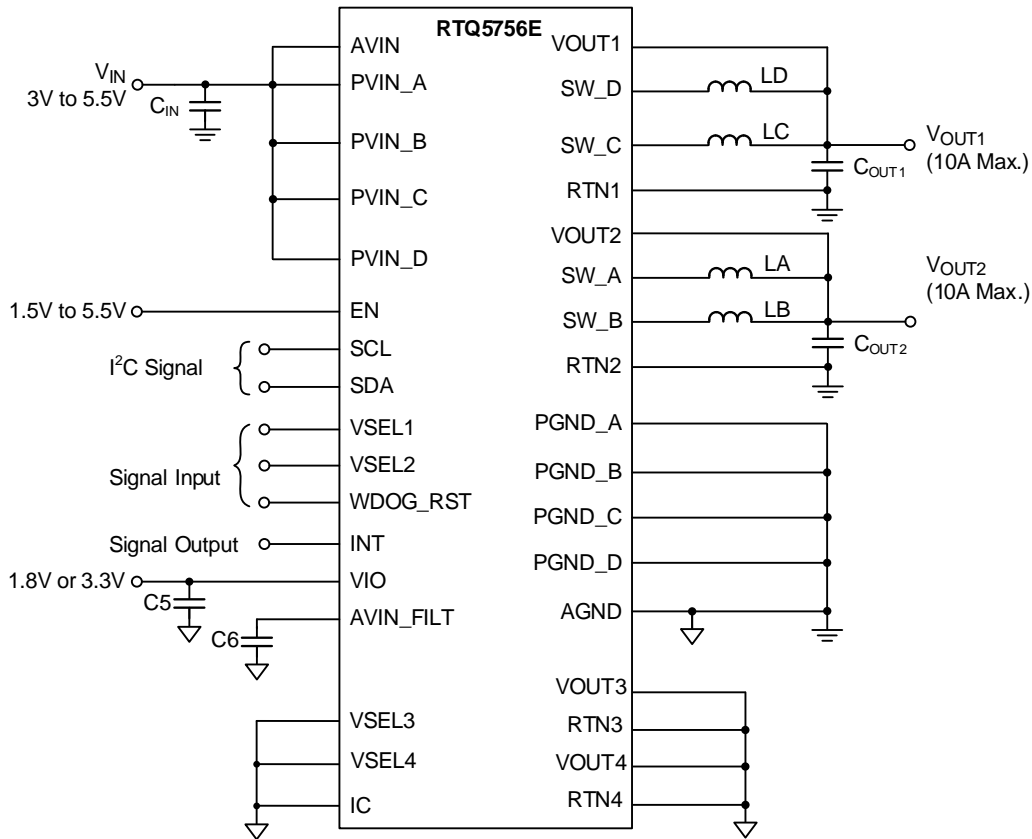 RTQ5756E
V_IN
3V to 5.5V
C_IN
1.5V to 5.5V
I²C Signal
Signal Input
Signal Output
1.8V or 3.3V
C5
C6
AVIN
PVIN_A
PVIN_B
PVIN_C
PVIN_D
EN
SCL
SDA
VSEL1
VSEL2
WDOG_RST
INT
VIO
AVIN_FILT
VSEL3
VSEL4
IC
VOUT1
SW_D
SW_C
RTN1
VOUT2
SW_A
SW_B
RTN2
PGND_A
PGND_B
PGND_C
PGND_D
AGND
VOUT3
RTN3
VOUT4
RTN4
LD
LC
C_OUT1
V_OUT1
(10A Max.)
LA
LB
C_OUT2
V_OUT2
(10A Max.)